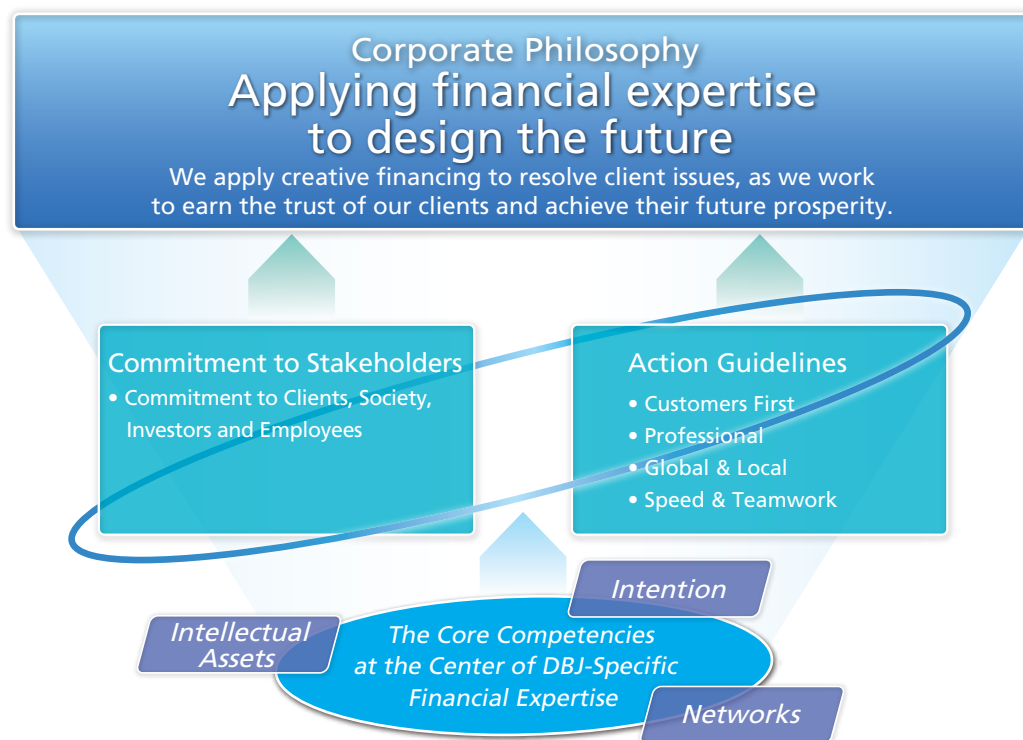 Corporate Philosophy
Applying financial expertise
to design the future
We apply creative financing to resolve client issues, as we work
to earn the trust of our clients and achieve their future prosperity.
Commitment to Stakeholders
• Commitment to Clients, Society,
Investors and Employees
Action Guidelines
• Customers First
• Professional
• Global & Local
• Speed & Teamwork
Intention
Intellectual
Assets
The Core Competencies
at the Center of DBJ-Specific
Financial Expertise
Networks